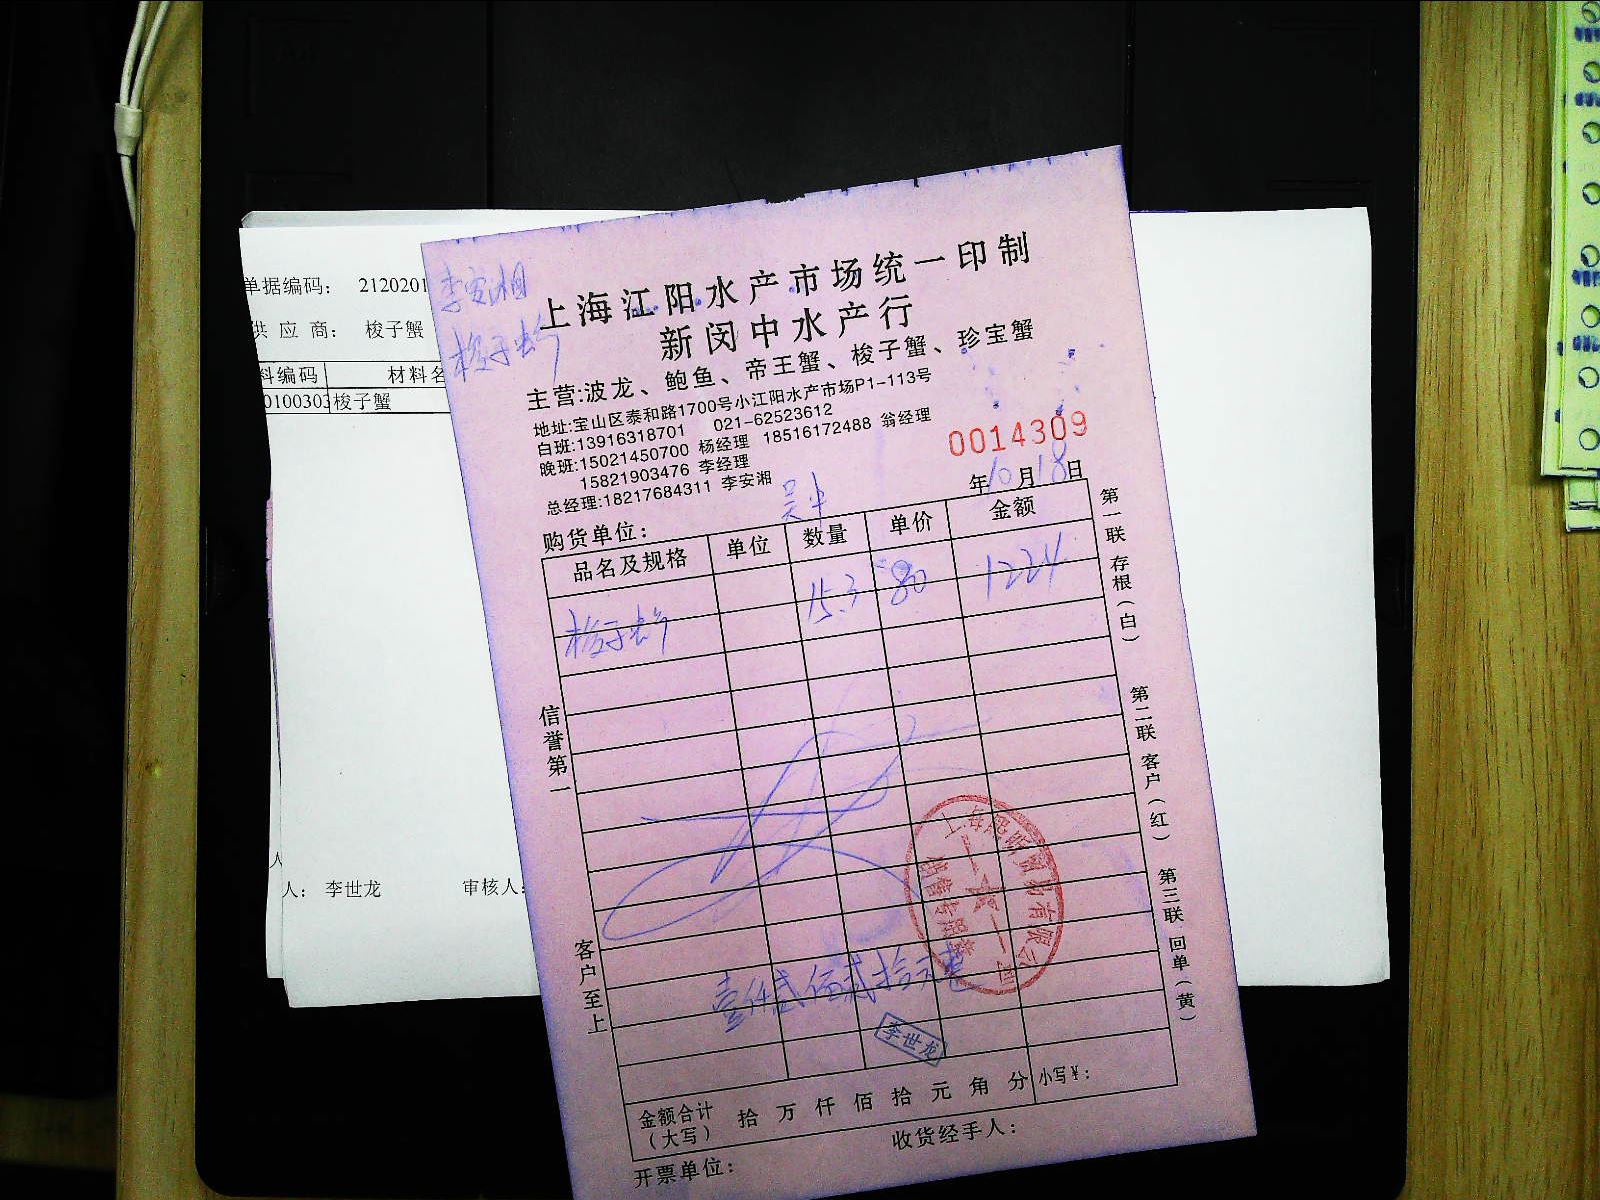 单据编码： 2120201
供 应 商： 梭子蟹
料编码 材料名
0100303 梭子蟹
人： 李世龙 审核人：
李安湘
梭子蟹
上海江阳水产市场统一印制
新闵中水产行
主营:波龙、鲍鱼、帝王蟹、梭子蟹、珍宝蟹
地址:宝山区泰和路1700号小江阳水产市场P1-113号
白班:13916318701 021-62523612
晚班:15021450700 杨经理 18516172488 翁经理
15821903476 李经理
总经理:18217684311 李安湘
0014309
年10月18日
购货单位：
品名及规格 单位 数量 单价 金额
梭子蟹 15.3 80 1224
信誉第一
客户至上
第一联 存根（白）
第二联 客户（红）
第三联 回单（黄）
壹仟贰佰贰拾
李世龙
金额合计（大写） 拾 万 仟 佰 拾 元 角 分 小写￥:
收货经手人：
开票单位：